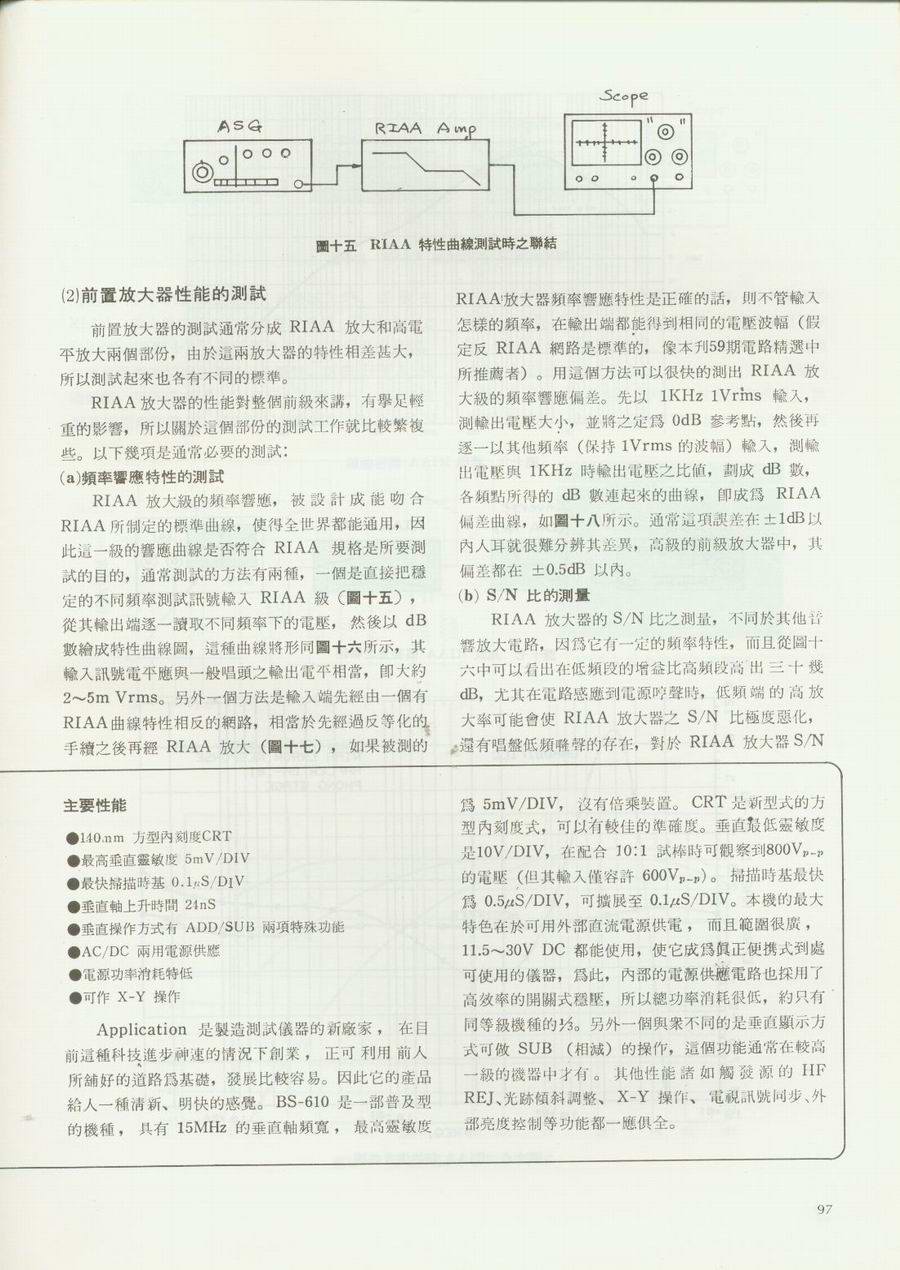 Scope
ASG
RIAA Amp
圖十五 RIAA 特性曲線測試時之聯結
(2)前置放大器性能的測試
前置放大器的測試通常分成 RIAA 放大和高電
平放大兩個部份，由於這兩放大器的特性相差甚大，
所以測試起來也各有不同的標準。
RIAA 放大器的性能對整個前級來講，有舉足輕
重的影響，所以關於這個部份的測試工作就比較繁複
些。以下幾項是通常必要的測試：
(a)頻率響應特性的測試
RIAA 放大級的頻率響應，被設計成能吻合
RIAA 所制定的標準曲線，使得全世界都能通用，因
此這一級的響應曲線是否符合 RIAA 規格是所要測
試的目的，通常測試的方法有兩種，一個是直接把穩
定的不同頻率測試訊號輸入 RIAA 級（圖十五），
從其輸出端逐一讀取不同頻率下的電壓，然後以 dB
數繪成特性曲線圖，這種曲線將形同圖十六所示，其
輸入訊號電平應與一般唱頭之輸出電平相當，卽大約
2～5m Vrms。另外一個方法是輸入端先經由一個有
RIAA曲線特性相反的網路，相當於先經過反等化的
手續之後再經 RIAA 放大（圖十七），如果被測的
RIAA放大器頻率響應特性是正確的話，則不管輸入
怎樣的頻率，在輸出端都能得到相同的電壓波幅（假
定反 RIAA 網路是標準的，像本刊59期電路精選中
所推薦者）。用這個方法可以很快的測出 RIAA 放
大級的頻率響應偏差。先以 1KHz 1Vrms 輸入，
測輸出電壓大小，並將之定爲 0dB 參考點，然後再
逐一以其他頻率（保持 1Vrms 的波幅）輸入，測輸
出電壓與 1KHz 時輸出電壓之比値，劃成 dB 數，
各頻點所得的 dB 數連起來的曲線，卽成爲 RIAA
偏差曲線，如圖十八所示。通常這項誤差在 ±1dB以
內人耳就很難分辨其差異，高級的前級放大器中，其
偏差都在 ±0.5dB 以內。
(b) S/N 比的測量
RIAA 放大器的 S/N 比之測量，不同於其他音
響放大電路，因爲它有一定的頻率特性，而且從圖十
六中可以看出在低頻段的增益比高頻段高出三十幾
dB，尤其在電路感應到電源哼聲時，低頻端的高放
大率可能會使 RIAA 放大器之 S/N 比極度惡化，
還有唱盤低頻噪聲的存在，對於 RIAA 放大器 S/N
主要性能
●140.nm 方型內刻度CRT
●最高垂直靈敏度 5mV/DIV
●最快掃描時基 0.1μS/DIV
●垂直軸上升時間 24nS
●垂直操作方式有 ADD/SUB 兩項特殊功能
●AC/DC 兩用電源供應
●電源功率消耗特低
●可作 X-Y 操作
Application 是製造測試儀器的新廠家，在目
前這種科技進步神速的情況下創業，正可利用前人
所舖好的道路爲基礎，發展比較容易。因此它的產品
給人一種清新、明快的感覺。BS-610 是一部普及型
的機種，具有 15MHz 的垂直軸頻寬，最高靈敏度
爲 5mV/DIV，沒有倍乘裝置。CRT 是新型式的方
型內刻度式，可以有較佳的準確度。垂直最低靈敏度
是10V/DIV，在配合 10:1 試棒時可觀察到800Vp-p
的電壓（但其輸入僅容許 600Vp-p）。掃描時基最快
爲 0.5μS/DIV，可擴展至 0.1μS/DIV。本機的最大
特色在於可用外部直流電源供電，而且範圍很廣，
11.5～30V DC 都能使用，使它成爲眞正便携式到處
可使用的儀器，爲此，內部的電源供應電路也採用了
高效率的開關式穩壓，所以總功率消耗很低，約只有
同等級機種的⅓。另外一個與衆不同的是垂直顯示方
式可做 SUB （相減）的操作，這個功能通常在較高
一級的機器中才有。其他性能諸如觸發源的 HF
REJ、光跡傾斜調整、X-Y 操作、電視訊號同步、外
部亮度控制等功能都一應俱全。
97